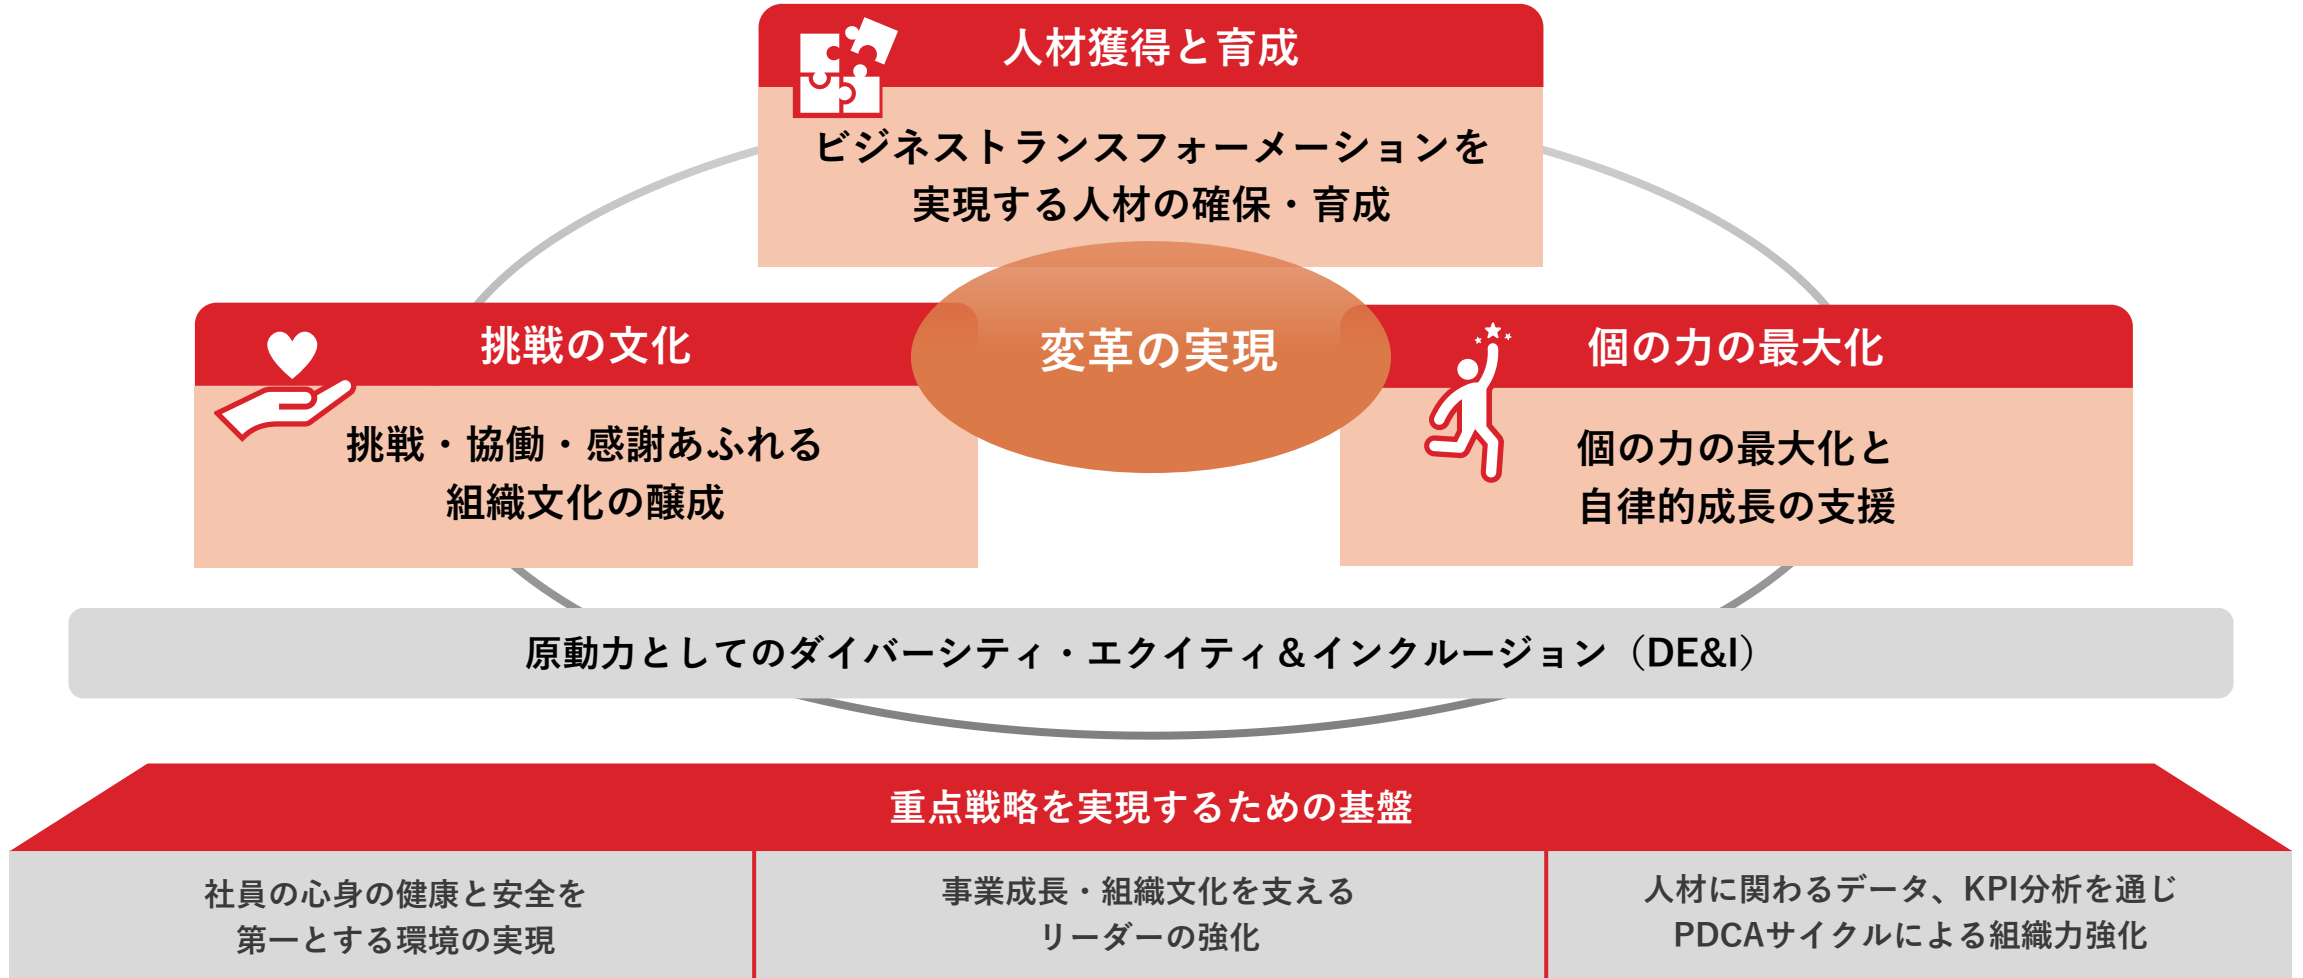 人材獲得と育成
ビジネストランスフォーメーションを
実現する人材の確保・育成
挑戦の文化
挑戦・協働・感謝あふれる
組織文化の醸成
変革の実現
個の力の最大化
個の力の最大化と
自律的成長の支援
原動力としてのダイバーシティ・エクイティ＆インクルージョン（DE&I）
重点戦略を実現するための基盤
社員の心身の健康と安全を
第一とする環境の実現
事業成長・組織文化を支える
リーダーの強化
人材に関わるデータ、KPI分析を通じ
PDCAサイクルによる組織力強化